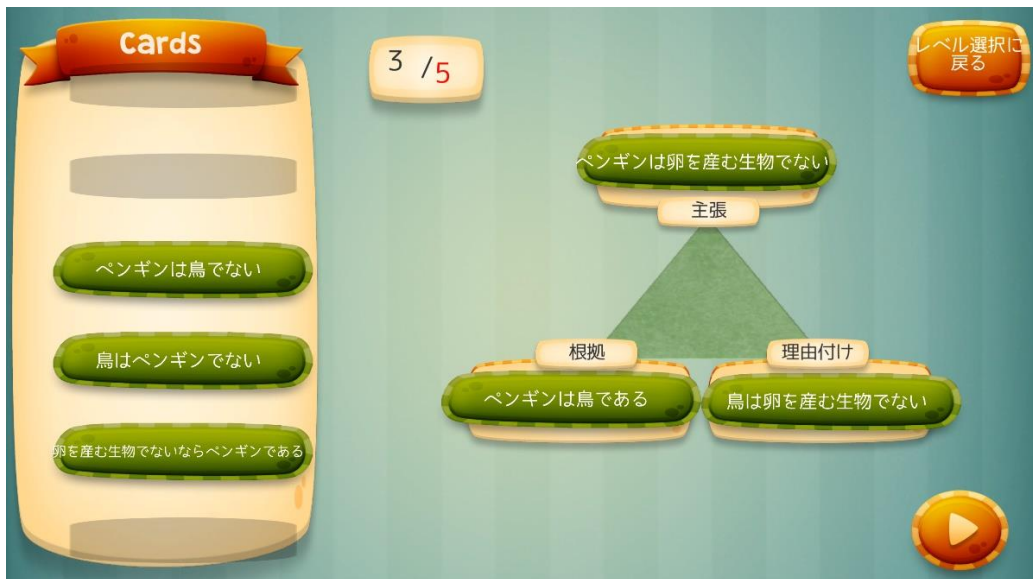 Cards
3 /5
レベル選択に
戻る
ペンギンは卵を産む生物でない
主張
ペンギンは鳥でない
鳥はペンギンでない
卵を産む生物でないならペンギンである
根拠
理由付け
ペンギンは鳥である
鳥は卵を産む生物でない